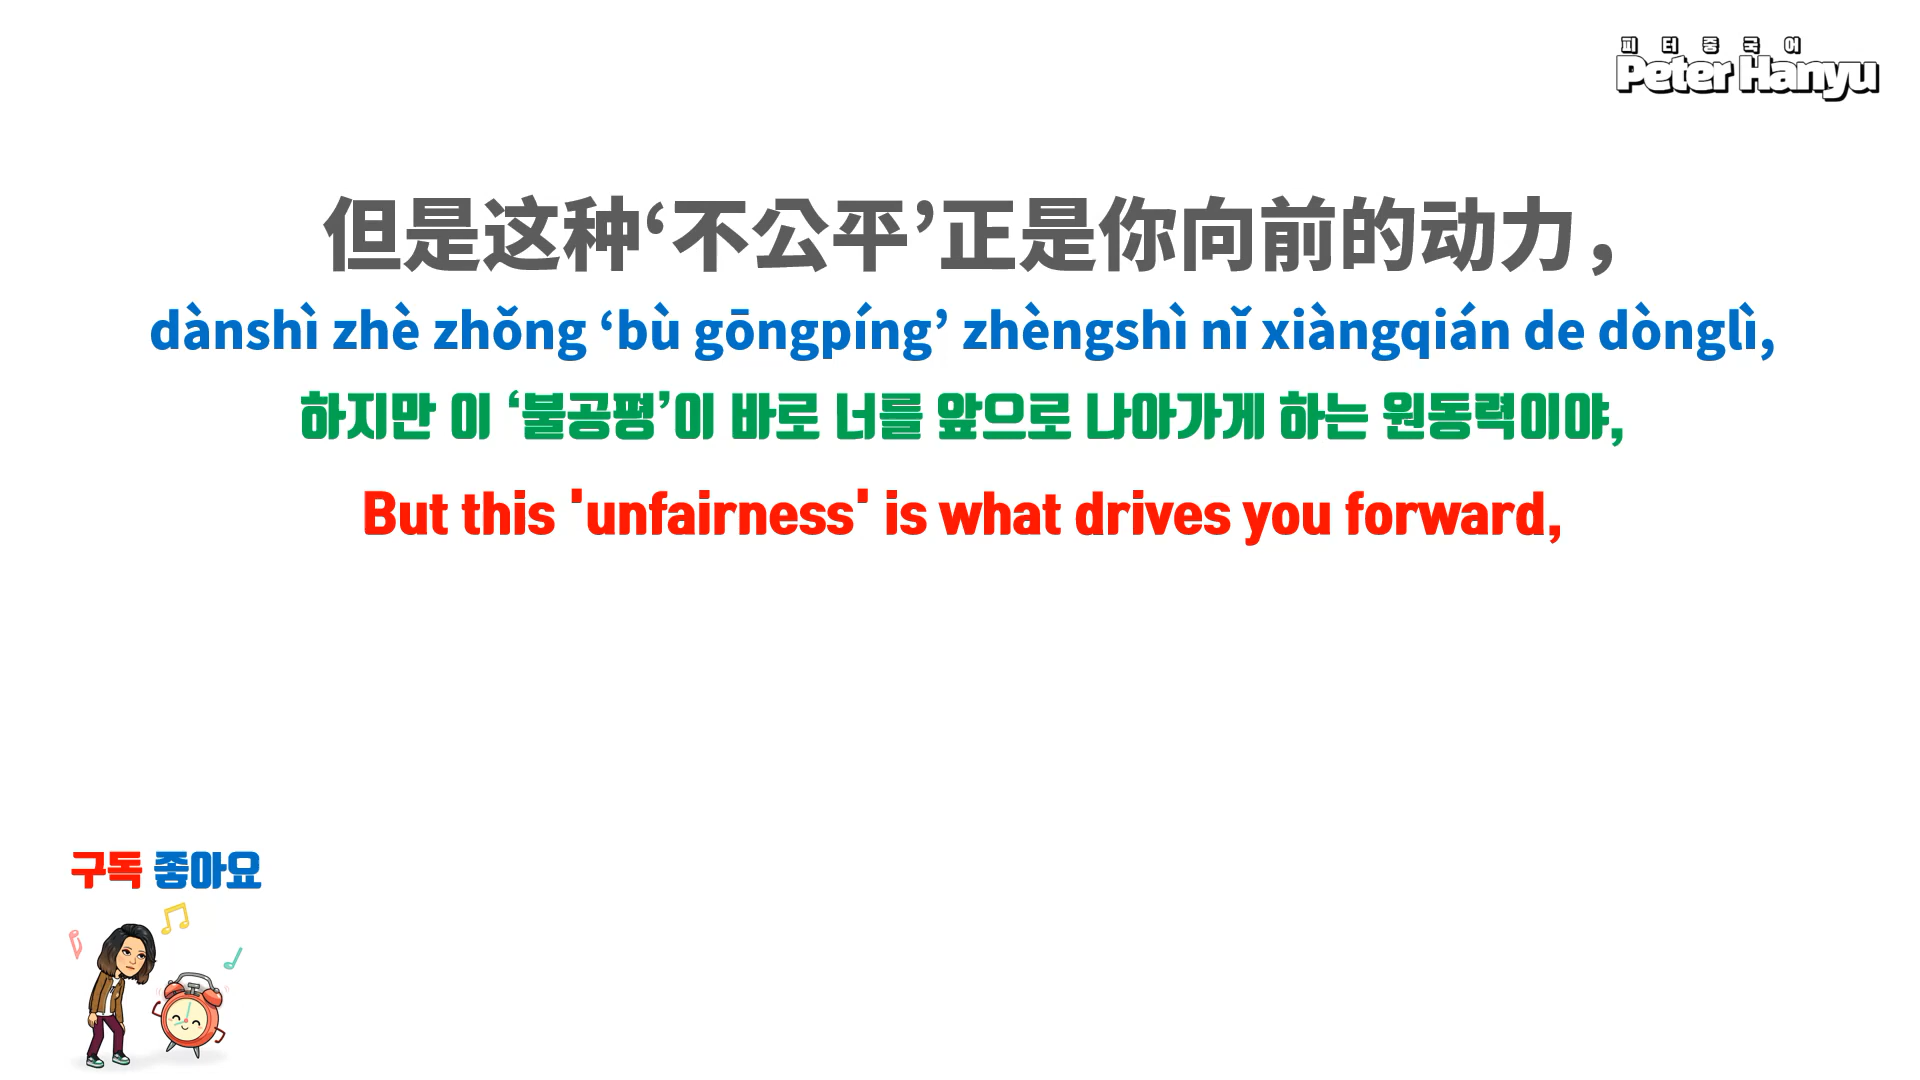 피터중국어
Peter Hanyu
但是这种‘不公平’正是你向前的动力，
dànshì zhè zhǒng ‘bù gōngpíng’ zhèngshì nǐ xiàngqián de dònglì,
하지만 이 ‘불공평’이 바로 너를 앞으로 나아가게 하는 원동력이야,
But this 'unfairness' is what drives you forward,
구독 좋아요